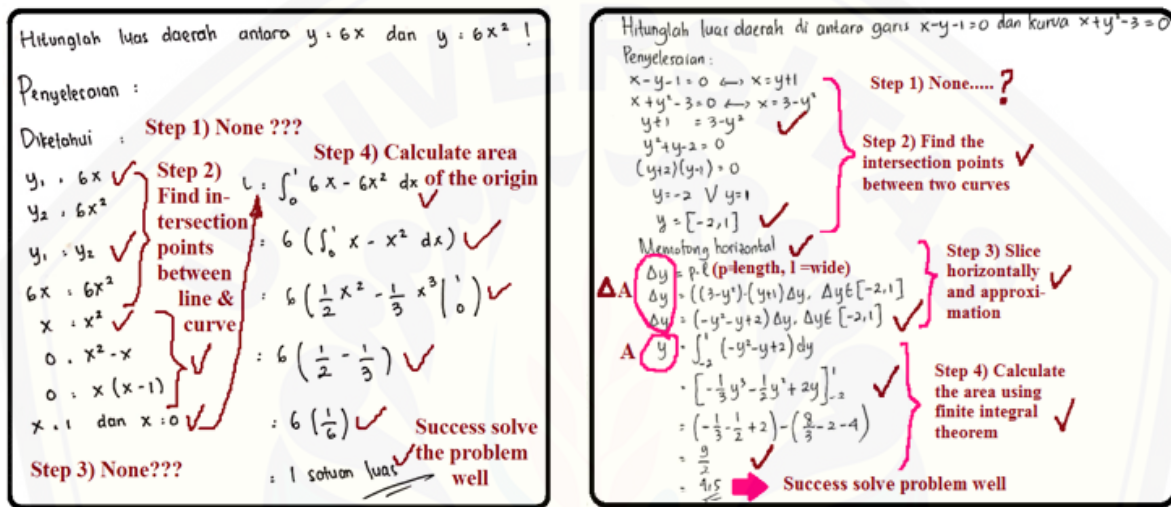 Hitunglah luas daerah antara y = 6x dan y = 6x² !
Penyelesaian :
Diketahui :
Step 1) None ???
y₁ = 6x
y₂ = 6x²
y₁ = y₂
6x = 6x²
x = x²
0 = x² - x
0 = x (x-1)
x = 1 dan x = 0
Step 2)
Find in-
tersection
points
between
line &
curve
Step 3) None???
Step 4) Calculate area
of the origin
L = ∫₀¹ 6x - 6x² dx
= 6 (∫₀¹ x - x² dx)
= 6 (1/2 x² - 1/3 x³ |₀¹)
= 6 (1/2 - 1/3)
= 6 (1/6)
= 1 satuan luas
Success solve
the problem
well
Hitunglah luas daerah di antara garis x-y-1=0 dan kurva x+y²-3=0
Penyelesaian :
x-y-1=0 ↔ x=y+1
x+y²-3=0 ↔ x=3-y²
y+1 = 3-y²
y²+y-2=0
(y+2)(y-1)=0
y=-2 ∨ y=1
y=[-2,1]
Step 1) None..... ?
Step 2) Find the
intersection points
between two curves
Memotong horizontal
Δy = p.l (p=length, l =wide)
ΔA
Δy = ((3-y²)-(y+1) Δy, Δy∈[-2,1]
Δy = (-y²-y+2) Δy, Δy∈[-2,1]
Step 3) Slice
horizontally
and approxi-
mation
A
y = ∫₋₂¹ (-y²-y+2) dy
= [-1/3 y³ - 1/2 y² + 2y]₋₂¹
= (-1/3 - 1/2 + 2) - (8/3 - 2 - 4)
= 9/2
= 4,5
Step 4) Calculate
the area using
finite integral
theorem
Success solve problem well